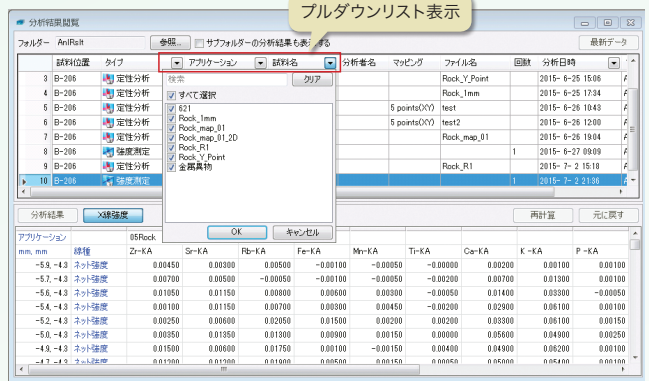 プルダウンリスト表示
分析結果閲覧
フォルダー AnlRslt 参照... サブフォルダーの分析結果も表示する 最新データ
試料位置 タイプ アプリケーション 試料名 分析者名 マッピング ファイル名 回数 分析日時
3 B-206 定性分析 Rock_Y_Point 2015- 6-25 15:06
4 B-206 定性分析 Rock_1mm 2015- 6-25 17:34
5 B-206 定性分析 5 points(XY) test 2015- 6-26 10:43
6 B-206 定性分析 5 points(XY) test2 2015- 6-26 12:00
7 B-206 定性分析 Rock_map_01 2015- 6-26 19:04
8 B-206 強度測定 1 2015- 6-27 09:09
9 B-206 定性分析 Rock_R1 2015- 7- 2 15:18
10 B-206 強度測定 1 2015- 7- 2 21:36
検索 クリア
すべて選択
621
Rock_1mm
Rock_map_01
Rock_map_01_2D
Rock_R1
Rock_Y_Point
金属異物
OK キャンセル
分析結果 X線強度 再計算 元に戻す
アプリケーション 05Rock
mm, mm 線種 Zr-KA Sr-KA Rb-KA Fe-KA Mn-KA Ti-KA Ca-KA K -KA P -KA
-5.9, -4.3 ネット強度 0.00450 0.00300 0.00500 -0.00100 -0.00050 -0.00000 0.00200 0.00100 0.00100
-5.7, -4.3 ネット強度 0.00700 0.00500 -0.00000 -0.00300 -0.00050 -0.00200 0.00700 0.01300 0.00100
-5.6, -4.3 ネット強度 0.01050 0.01150 0.00800 0.00600 0.00300 -0.00050 0.01400 0.03300 -0.00050
-5.4, -4.3 ネット強度 0.00100 0.01150 0.00700 0.00300 0.00450 -0.00200 0.02900 0.06100 0.00100
-5.2, -4.3 ネット強度 0.00250 0.00600 0.02050 0.01500 0.00200 0.00200 0.03300 0.06100 0.00150
-5.0, -4.3 ネット強度 0.00350 0.01350 0.01300 0.00900 0.00150 0.00000 0.05600 0.04900 0.00250
-4.9, -4.3 ネット強度 0.01500 0.00600 0.01750 0.00100 -0.00150 0.00400 0.04900 0.06200 0.00100